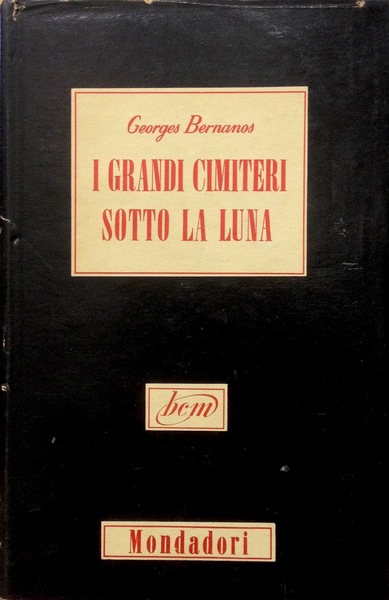 Georges Bernanos
I GRANDI CIMITERI
SOTTO LA LUNA
bcm
Mondadori